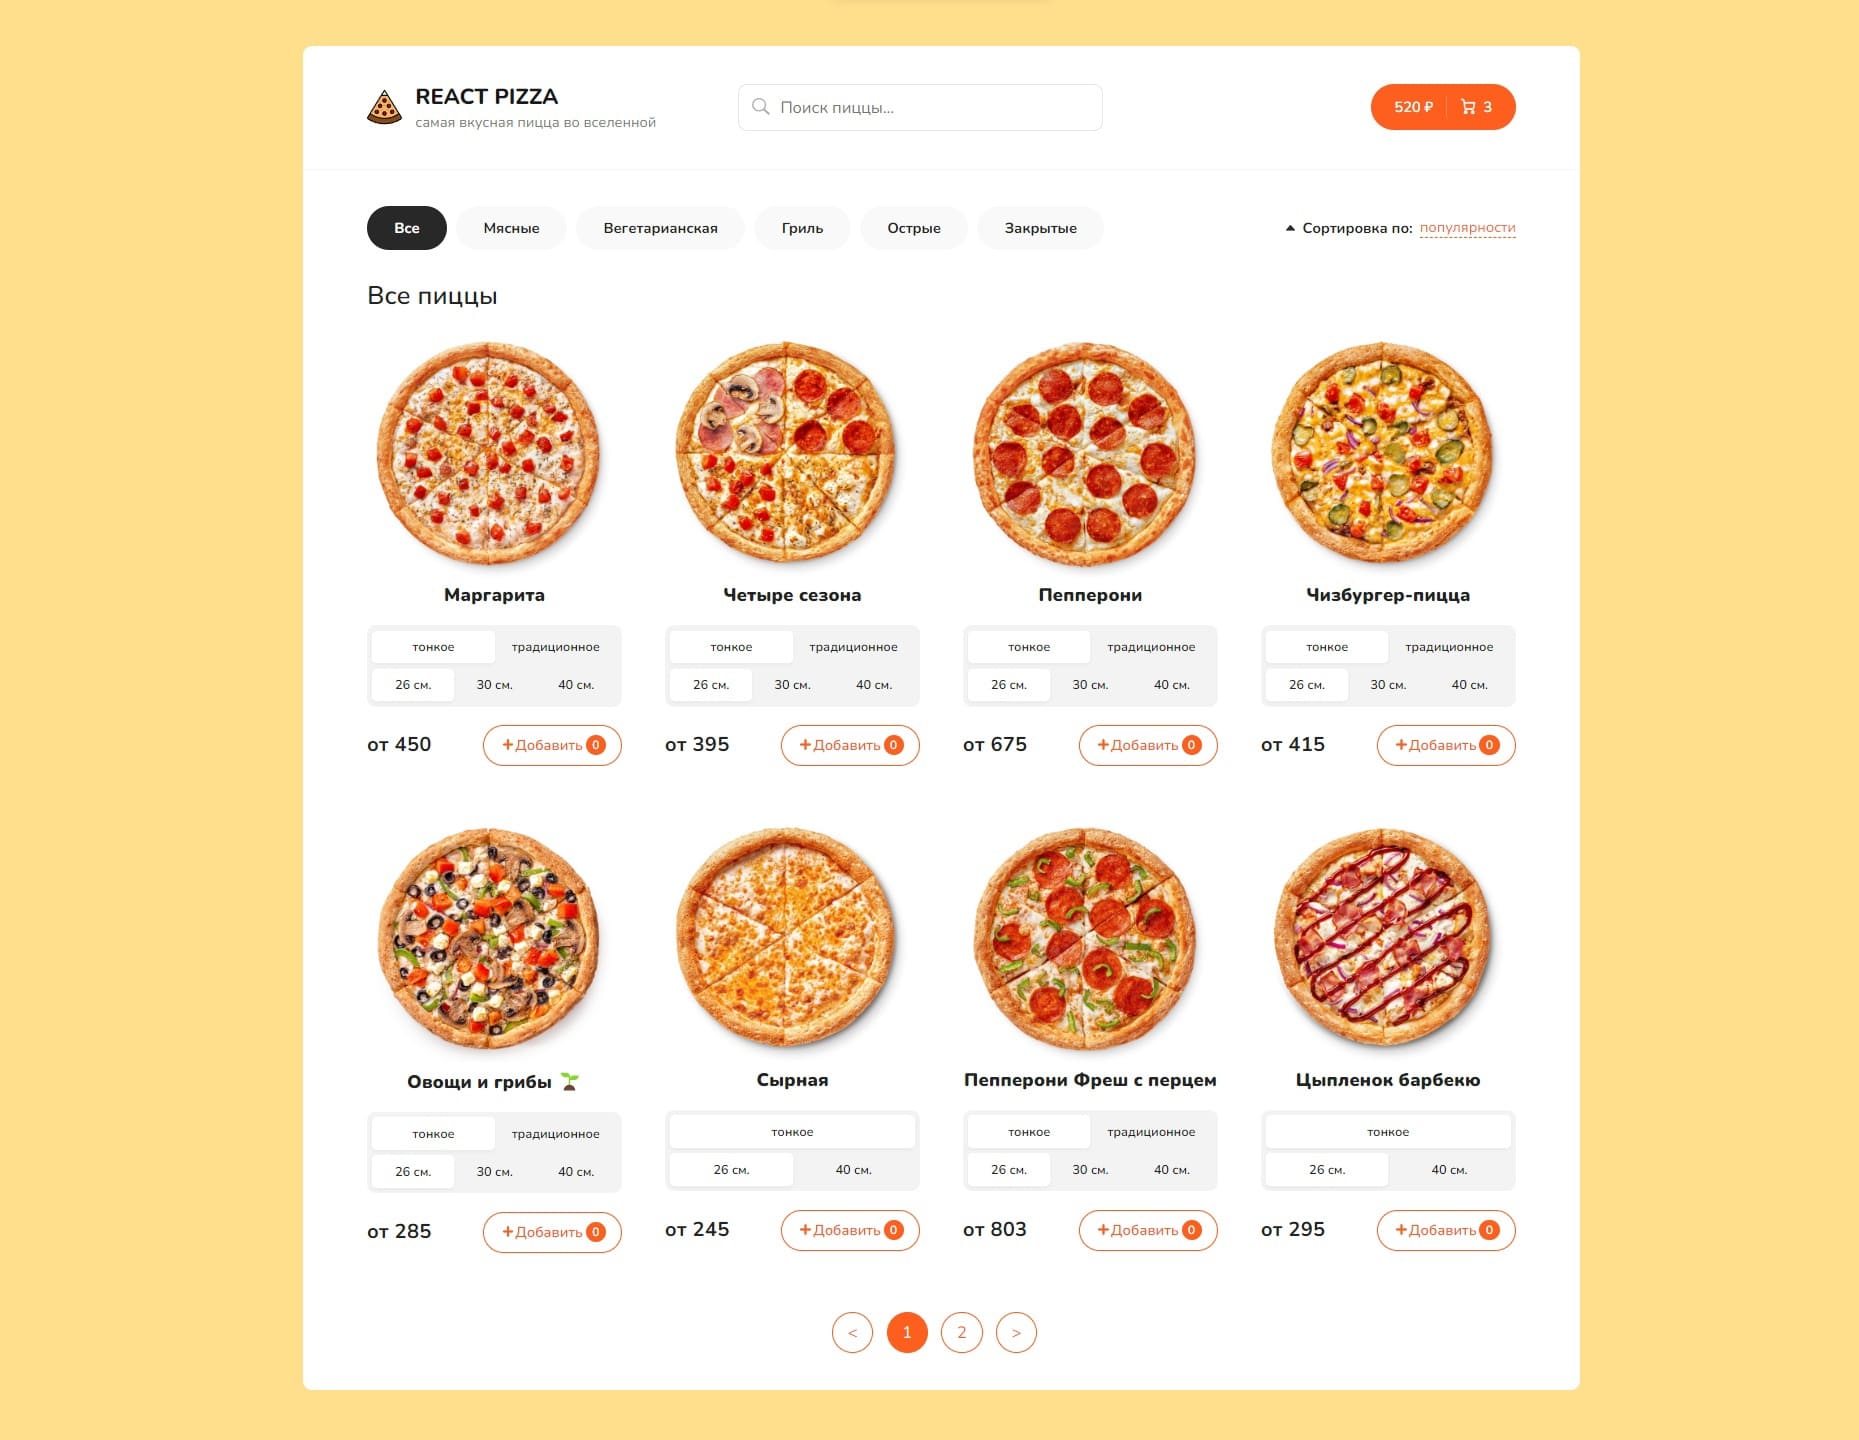 REACT PIZZA
самая вкусная пицца во вселенной
Поиск пиццы...
520 ₽ 3
Все Мясные Вегетарианская Гриль Острые Закрытые
Сортировка по: популярности
Все пиццы
Маргарита
тонкое традиционное
26 см. 30 см. 40 см.
от 450 +Добавить 0
Четыре сезона
тонкое традиционное
26 см. 30 см. 40 см.
от 395 +Добавить 0
Пепперони
тонкое традиционное
26 см. 30 см. 40 см.
от 675 +Добавить 0
Чизбургер-пицца
тонкое традиционное
26 см. 30 см. 40 см.
от 415 +Добавить 0
Овощи и грибы 🌱
тонкое традиционное
26 см. 30 см. 40 см.
от 285 +Добавить 0
Сырная
тонкое
26 см. 40 см.
от 245 +Добавить 0
Пепперони Фреш с перцем
тонкое традиционное
26 см. 30 см. 40 см.
от 803 +Добавить 0
Цыпленок барбекю
тонкое
26 см. 40 см.
от 295 +Добавить 0
< 1 2 >